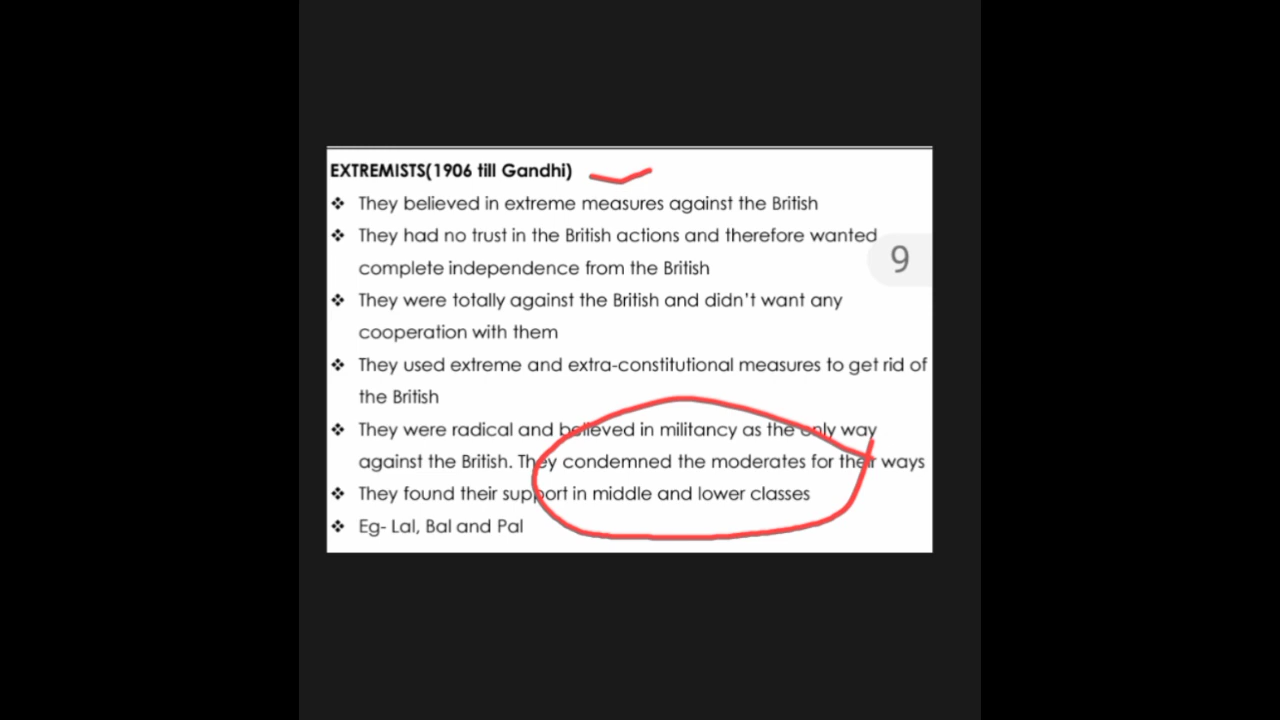 EXTREMISTS(1906 till Gandhi)
❖ They believed in extreme measures against the British
❖ They had no trust in the British actions and therefore wanted
complete independence from the British
9
❖ They were totally against the British and didn't want any
cooperation with them
❖ They used extreme and extra-constitutional measures to get rid of
the British
❖ They were radical and believed in militancy as the only way
against the British. They condemned the moderates for their ways
❖ They found their support in middle and lower classes
❖ Eg- Lal, Bal and Pal